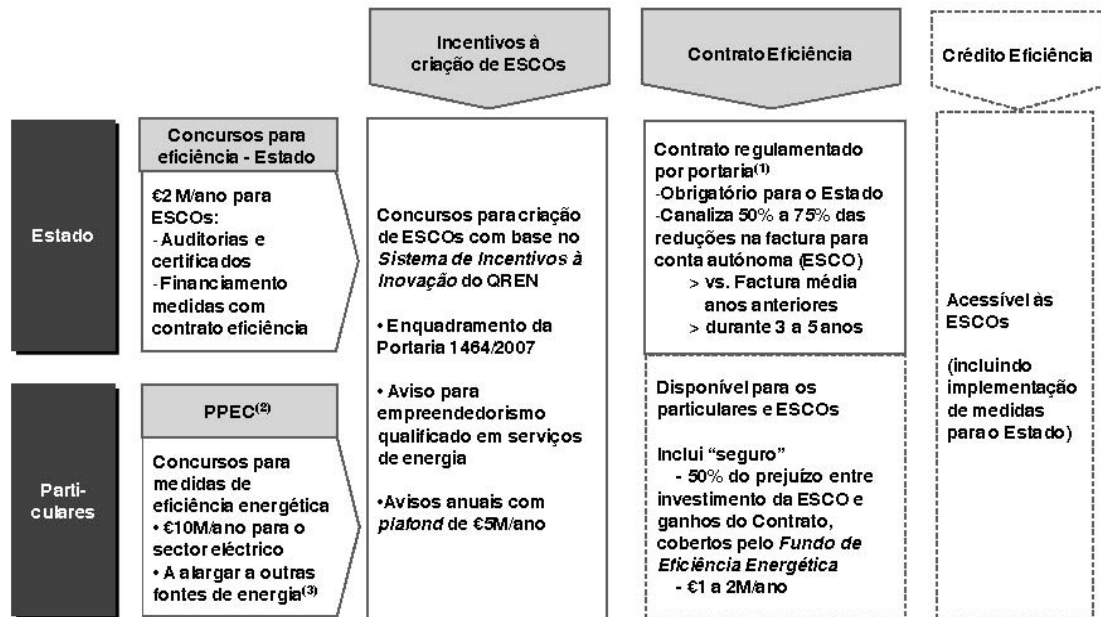 Incentivos à
criação de ESCOs
Contrato Eficiência
Crédito Eficiência
Estado
Concursos para
eficiência - Estado
€2 M/ano para
ESCOs:
- Auditorias e
certificados
- Financiamento
medidas com
contrato eficiência
Parti-
culares
PPEC(2)
Concursos para
medidas de
eficiência energética
• €10M/ano para o
sector eléctrico
• A alargar a outras
fontes de energia(3)
Concursos para criação
de ESCOs com base no
Sistema de Incentivos à
Inovação do QREN
• Enquadramento da
Portaria 1464/2007
• Aviso para
empreendedorismo
qualificado em serviços
de energia
•Avisos anuais com
plafond de €5M/ano
Contrato regulamentado
por portaria(1)
-Obrigatório para o Estado
-Canaliza 50% a 75% das
reduções na factura para
conta autónoma (ESCO)
> vs. Factura média
anos anteriores
> durante 3 a 5 anos
Disponível para os
particulares e ESCOs
Inclui “seguro”
- 50% do prejuízo entre
investimento da ESCO e
ganhos do Contrato,
cobertos pelo Fundo de
Eficiência Energética
- €1 a 2M/ano
Acessível às
ESCOs
(incluindo
implementação
de medidas
para o Estado)